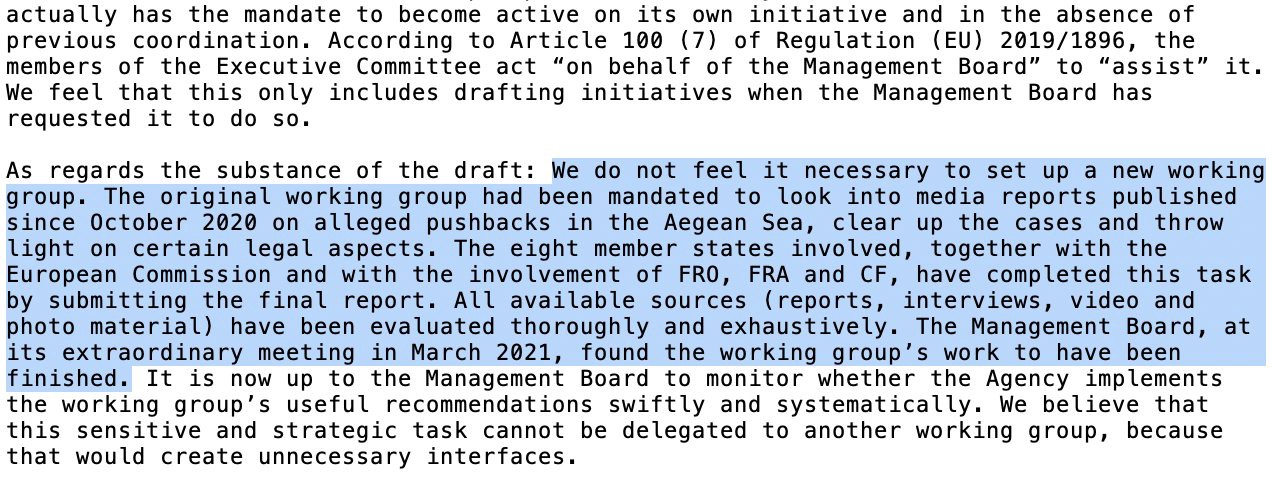 actually has the mandate to become active on its own initiative and in the absence of
previous coordination. According to Article 100 (7) of Regulation (EU) 2019/1896, the
members of the Executive Committee act “on behalf of the Management Board” to “assist” it.
We feel that this only includes drafting initiatives when the Management Board has
requested it to do so.
As regards the substance of the draft: We do not feel it necessary to set up a new working
group. The original working group had been mandated to look into media reports published
since October 2020 on alleged pushbacks in the Aegean Sea, clear up the cases and throw
light on certain legal aspects. The eight member states involved, together with the
European Commission and with the involvement of FRO, FRA and CF, have completed this task
by submitting the final report. All available sources (reports, interviews, video and
photo material) have been evaluated thoroughly and exhaustively. The Management Board, at
its extraordinary meeting in March 2021, found the working group’s work to have been
finished. It is now up to the Management Board to monitor whether the Agency implements
the working group’s useful recommendations swiftly and systematically. We believe that
this sensitive and strategic task cannot be delegated to another working group, because
that would create unnecessary interfaces.